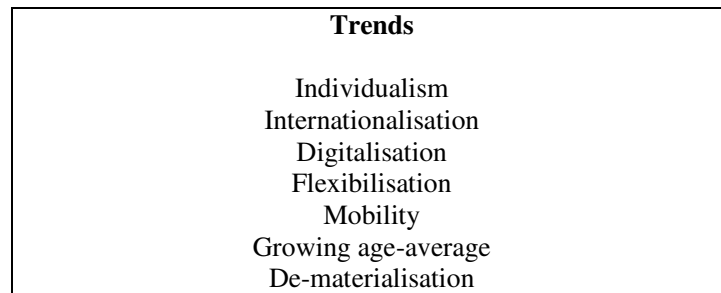 Trends
Individualism
Internationalisation
Digitalisation
Flexibilisation
Mobility
Growing age-average
De-materialisation